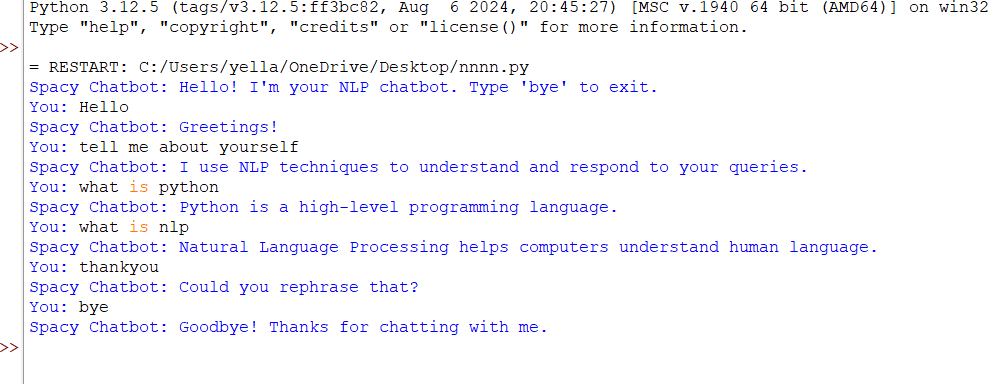 Python 3.12.5 (tags/v3.12.5:ff3bc82, Aug  6 2024, 20:45:27) [MSC v.1940 64 bit (AMD64)] on win32
Type "help", "copyright", "credits" or "license()" for more information.
>>
= RESTART: C:/Users/yella/OneDrive/Desktop/nnnn.py
Spacy Chatbot: Hello! I'm your NLP chatbot. Type 'bye' to exit.
You: Hello
Spacy Chatbot: Greetings!
You: tell me about yourself
Spacy Chatbot: I use NLP techniques to understand and respond to your queries.
You: what is python
Spacy Chatbot: Python is a high-level programming language.
You: what is nlp
Spacy Chatbot: Natural Language Processing helps computers understand human language.
You: thankyou
Spacy Chatbot: Could you rephrase that?
You: bye
Spacy Chatbot: Goodbye! Thanks for chatting with me.
>>